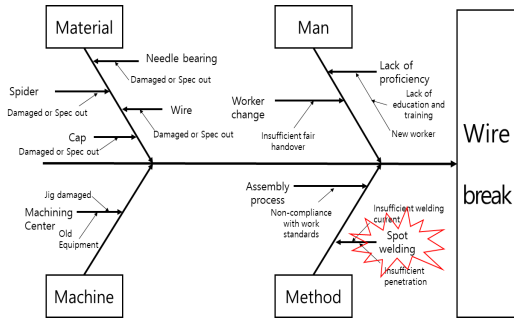 Material
Man
Needle bearing
Damaged or Spec out
Spider
Damaged or Spec out
Wire
Damaged or Spec out
Cap
Damaged or Spec out
Lack of
proficiency
Lack of
education and
training
New worker
Worker
change
Insufficient fair
handover
Wire
break
Jig damaged
Machining
Center
Old
Equipment
Assembly
process
Non-compliance
with work
standards
Insufficient welding
current
Spot
welding
Insufficient
penetration
Machine
Method